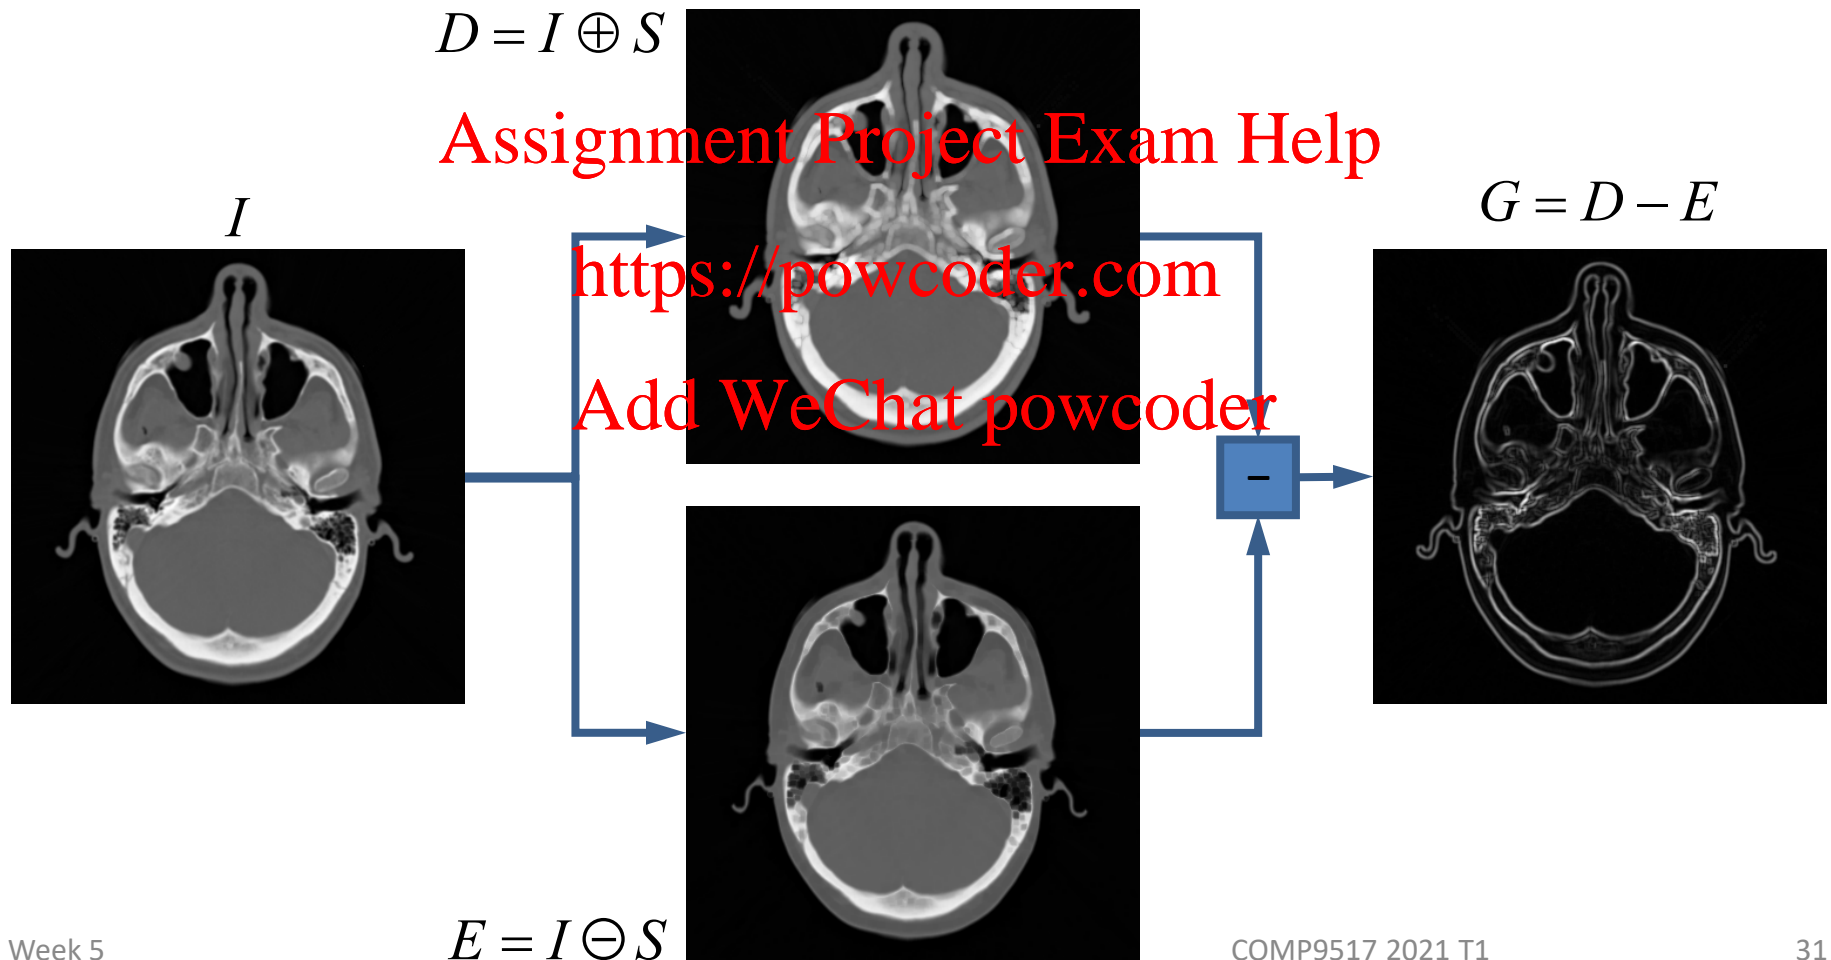 D = I ⊕ S
Assignment Project Exam Help
I
G = D − E
https://powcoder.com
Add WeChat powcoder
-
E = I ⊖ S
Week 5
COMP9517 2021 T1
31